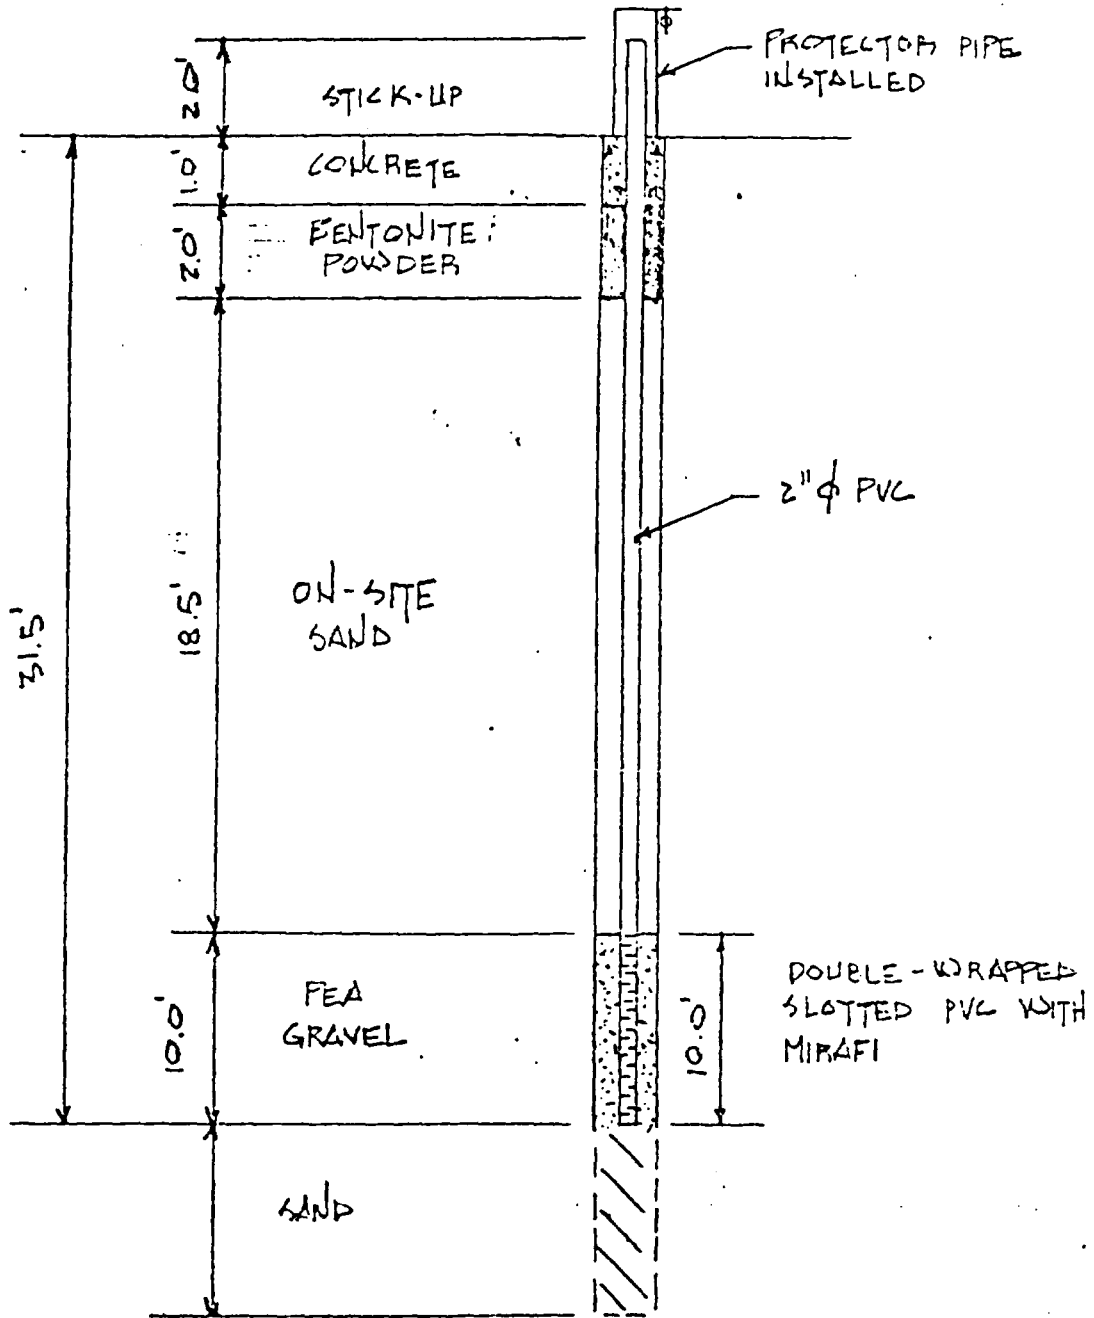 PROTECTOR PIPE
INSTALLED
2.0'
STICK-UP
1.0'
CONCRETE
2.0'
BENTONITE
POWDER
2"ϕ PVC
31.5'
18.5'
ON-SITE
SAND
10.0'
PEA
GRAVEL
10.0'
DOUBLE-WRAPPED
SLOTTED PVC WITH
MIRAFI
SAND